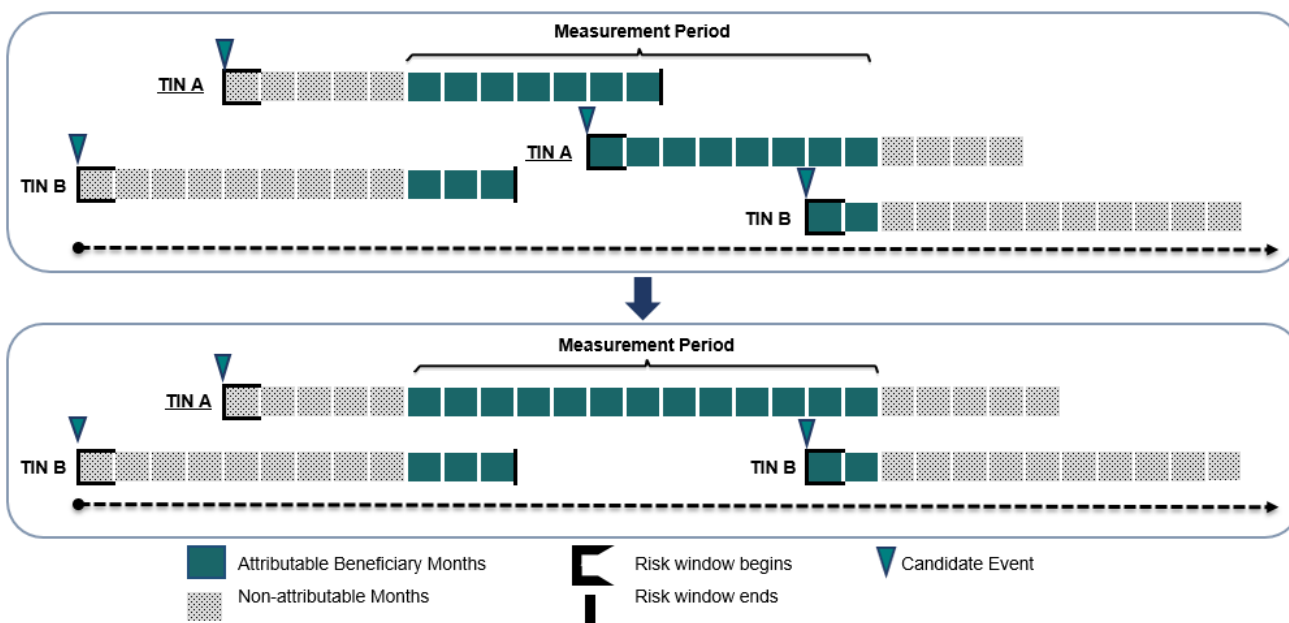 Measurement Period
TIN A
TIN A
TIN B
TIN B
Measurement Period
TIN A
TIN B
TIN B
Attributable Beneficiary Months
Risk window begins
Candidate Event
Non-attributable Months
Risk window ends